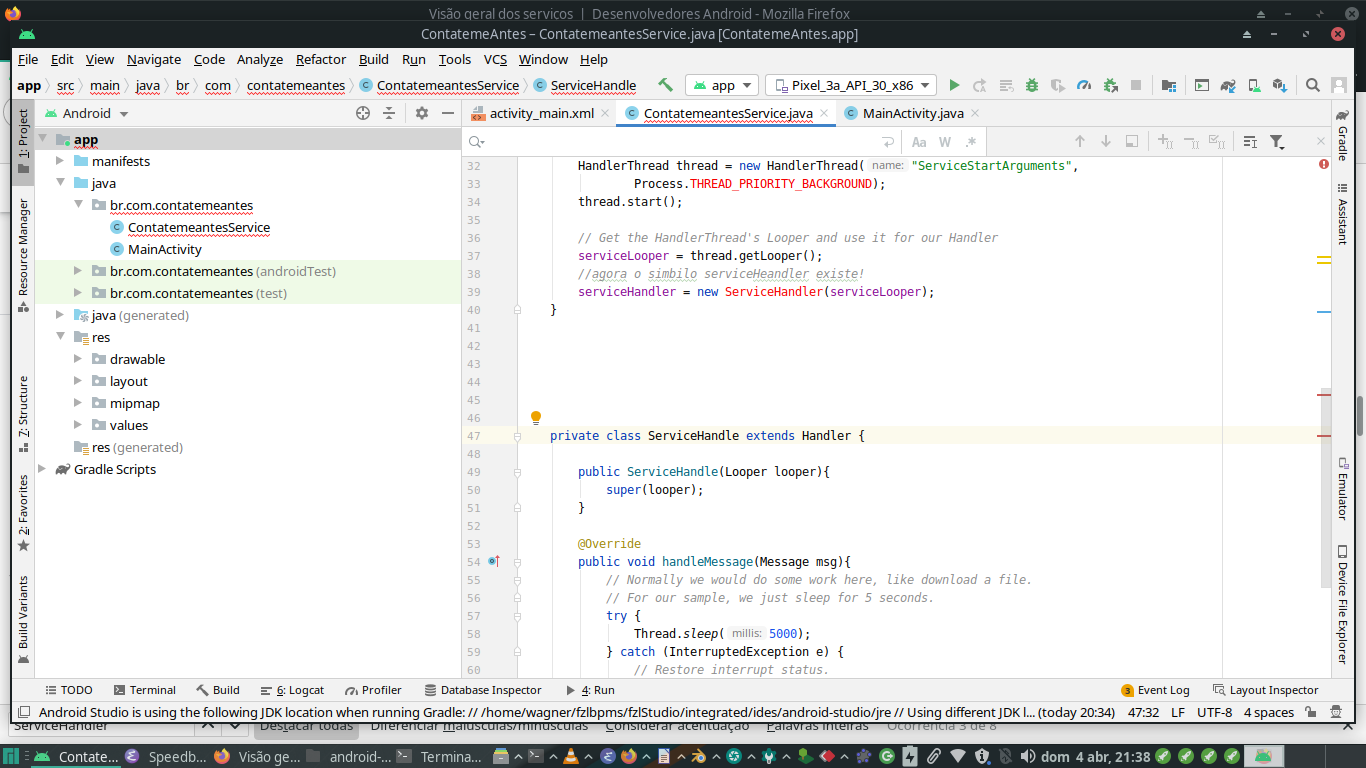 Visão geral dos servicos | Desenvolvedores Android - Mozilla Firefox
ContatemeAntes – ContatemeantesService.java [ContatemeAntes.app]
File Edit View Navigate Code Analyze Refactor Build Run Tools VCS Window Help
app src main java br com contatemeantes ContatemeantesService ServiceHandle app Pixel_3a_API_30_x86
Android activity_main.xml ContatemeantesService.java MainActivity.java
Aa W .*
1: Project
Resource Manager
7: Structure
2: Favorites
Build Variants
app
manifests
java
br.com.contatemeantes
ContatemeantesService
MainActivity
br.com.contatemeantes (androidTest)
br.com.contatemeantes (test)
java (generated)
res
drawable
layout
mipmap
values
res (generated)
Gradle Scripts
32 HandlerThread thread = new HandlerThread( name: "ServiceStartArguments",
33 Process.THREAD_PRIORITY_BACKGROUND);
34 thread.start();
35
36 // Get the HandlerThread's Looper and use it for our Handler
37 serviceLooper = thread.getLooper();
38 //agora o simbilo serviceHeandler existe!
39 serviceHandler = new ServiceHandler(serviceLooper);
40 }
41
42
43
44
45
46
47 private class ServiceHandle extends Handler {
48
49 public ServiceHandle(Looper looper){
50 super(looper);
51 }
52
53 @Override
54 public void handleMessage(Message msg){
55 // Normally we would do some work here, like download a file.
56 // For our sample, we just sleep for 5 seconds.
57 try {
58 Thread.sleep( millis: 5000);
59 } catch (InterruptedException e) {
60 // Restore interrupt status.
Gradle
Assistant
Emulator
Device File Explorer
TODO Terminal Build 6: Logcat Profiler Database Inspector 4: Run 3 Event Log Layout Inspector
Android Studio is using the following JDK location when running Gradle: // /home/wagner/fzlbpms/fzlStudio/integrated/ides/android-studio/jre // Using different JDK l... (today 20:34) 47:32 LF UTF-8 4 spaces
ServiceHandler Destacar todas Diferenciar maiúsculas/minúsculas Considerar acentuação Palavras inteiras Ocorrência 3 de 8
Contate... Speedb... Visão ge... android-... Termina... dom 4 abr, 21:38